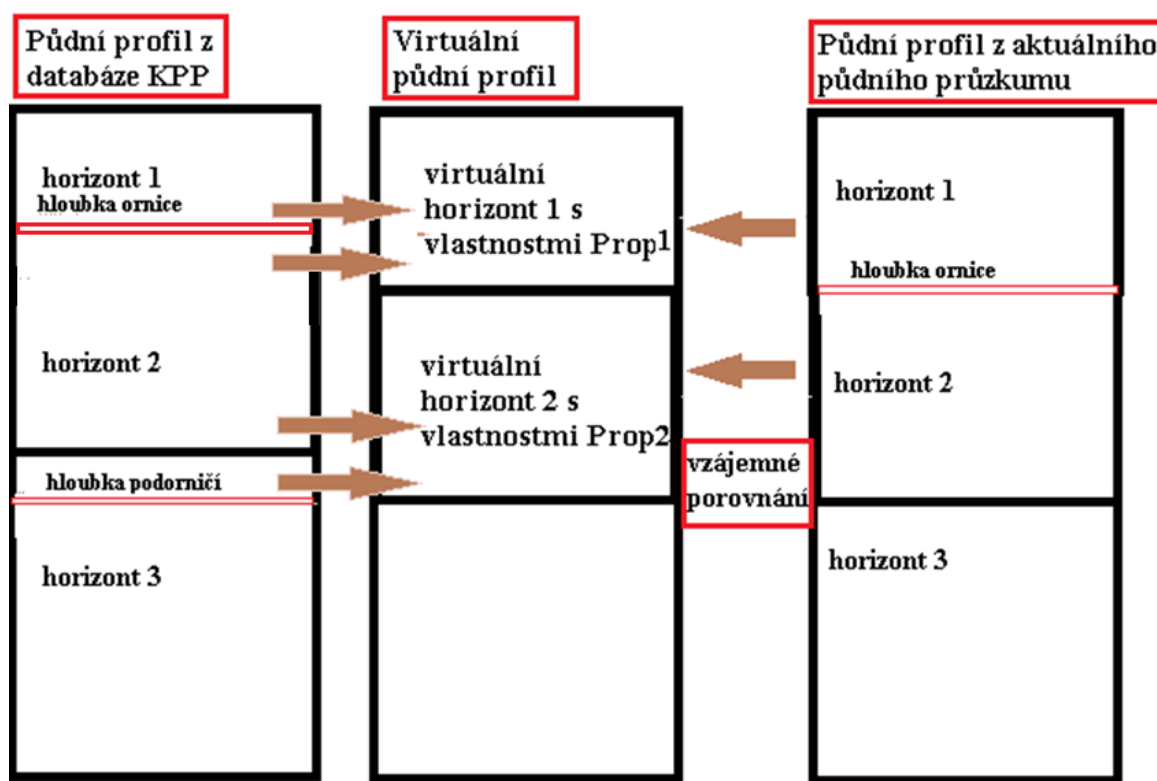 Půdní profil z
databáze KPP
horizont 1
hloubka ornice
horizont 2
hloubka podorničí
horizont 3
Virtuální
půdní profil
virtuální
horizont 1 s
vlastnostmi Prop1
virtuální
horizont 2 s
vlastnostmi Prop2
vzájemné
porovnání
Půdní profil z aktuálního
půdního průzkumu
horizont 1
hloubka ornice
horizont 2
horizont 3